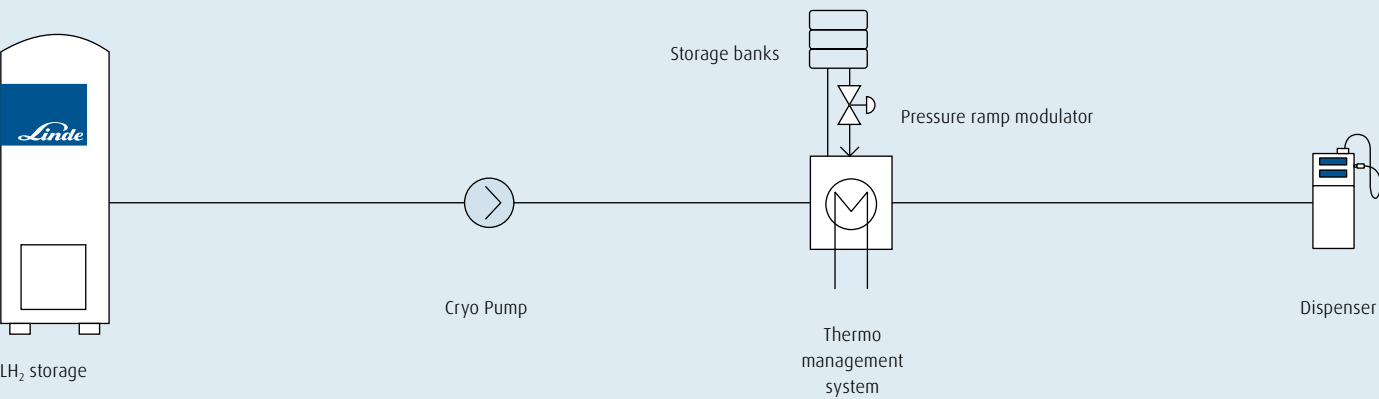 Storage banks
Linde
Pressure ramp modulator
Cryo Pump
Dispenser
Thermo
management
system
LH₂ storage